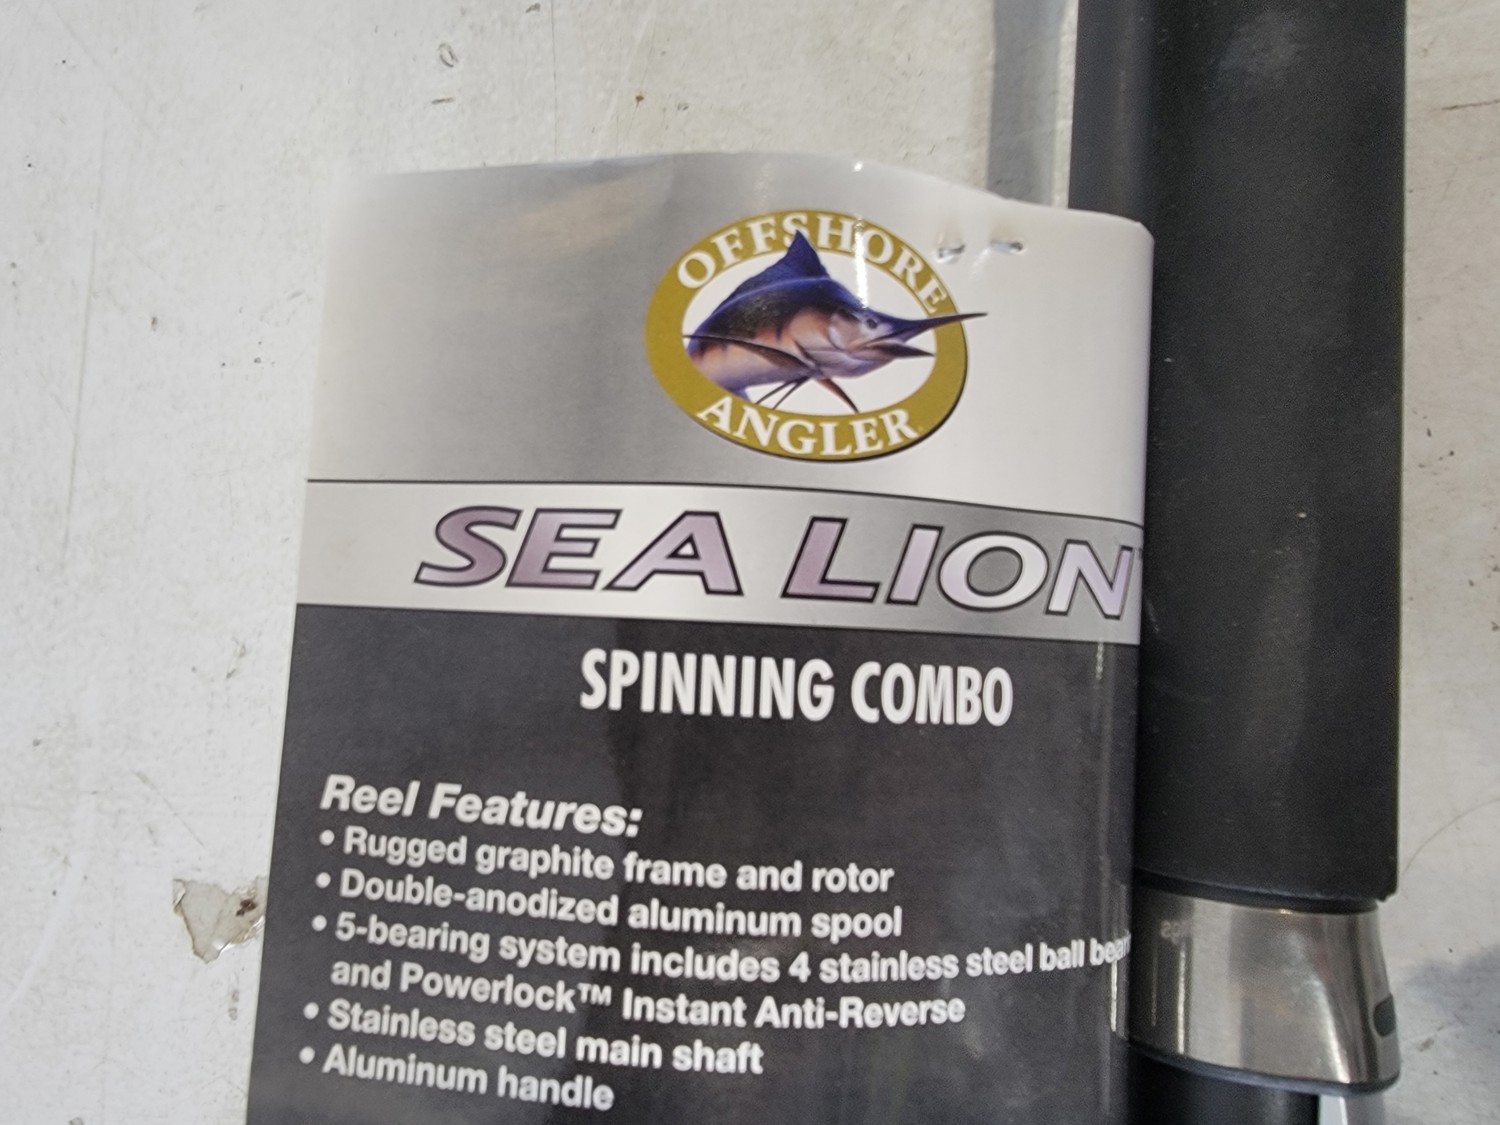 OFFSHORE
ANGLER
SEA LION
SPINNING COMBO
Reel Features:
• Rugged graphite frame and rotor
• Double-anodized aluminum spool
• 5-bearing system includes 4 stainless steel ball
and Powerlock™ Instant Anti-Reverse
• Stainless steel main shaft
• Aluminum handle